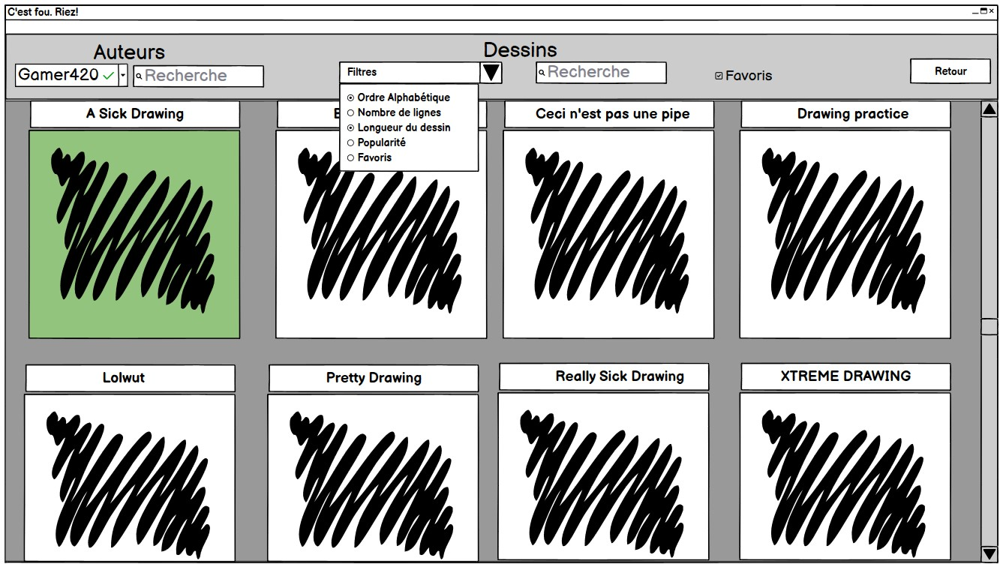 C'est fou. Riez!
Auteurs
Dessins
Gamer420
Recherche
Filtres
Recherche
Favoris
Retour
Ordre Alphabétique
Nombre de lignes
Longueur du dessin
Popularité
Favoris
A Sick Drawing
Ceci n'est pas une pipe
Drawing practice
Lolwut
Pretty Drawing
Really Sick Drawing
XTREME DRAWING